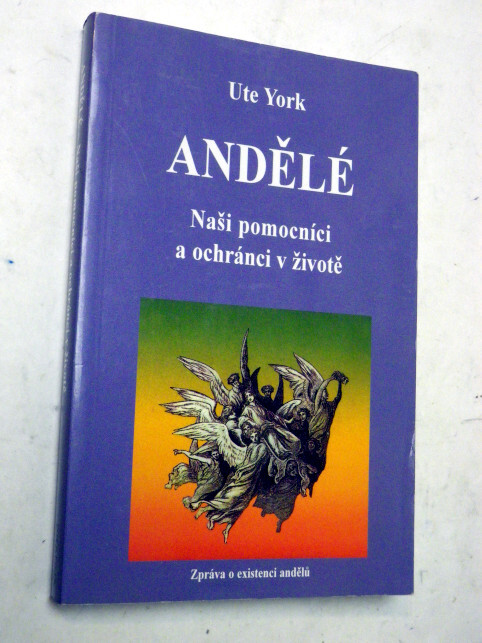 Ute York
ANDĚLÉ
Naši pomocníci
a ochránci v životě
Zpráva o existenci andělů